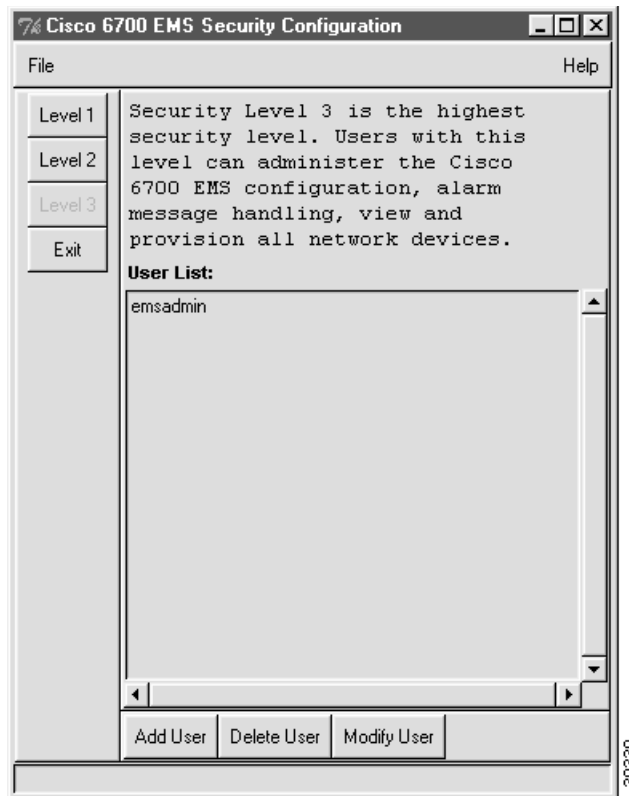 Cisco 6700 EMS Security Configuration
File Help
Level 1
Level 2
Level 3
Exit
Security Level 3 is the highest
security level. Users with this
level can administer the Cisco
6700 EMS configuration, alarm
message handling, view and
provision all network devices.
User List:
emsadmin
Add User Delete User Modify User